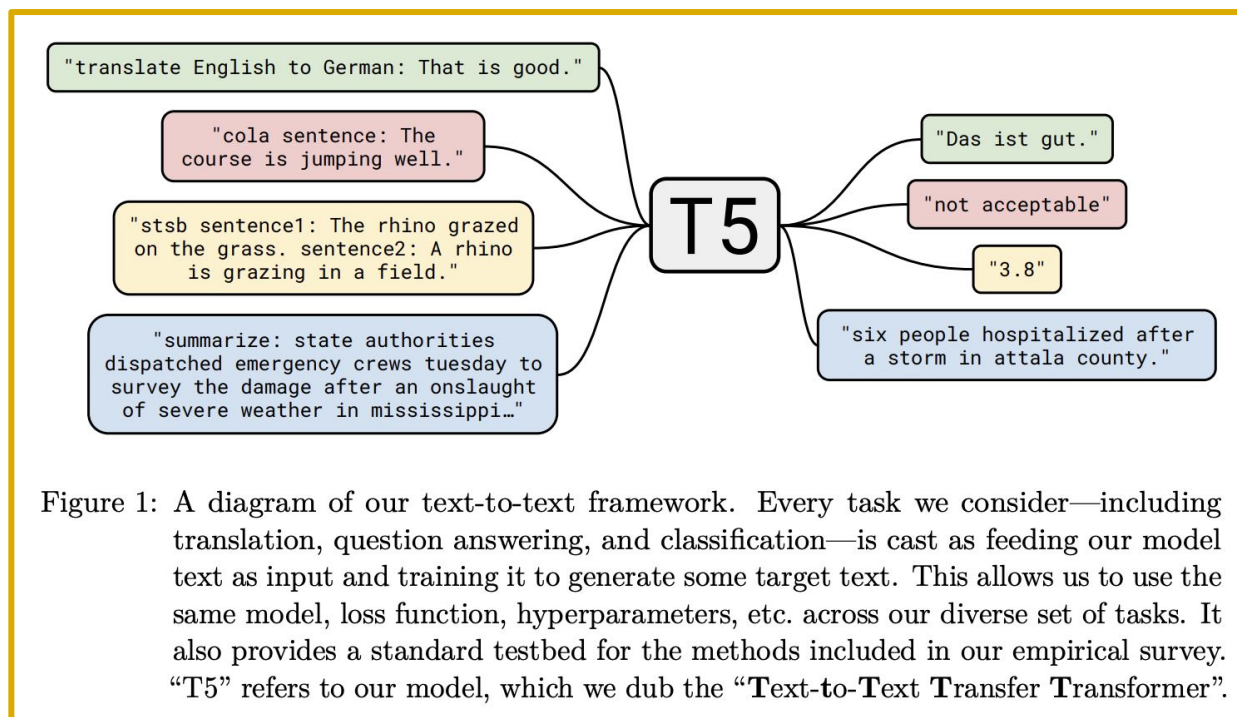 "translate English to German: That is good."
"cola sentence: The
course is jumping well."
"stsb sentence1: The rhino grazed
on the grass. sentence2: A rhino
is grazing in a field."
"summarize: state authorities
dispatched emergency crews tuesday to
survey the damage after an onslaught
of severe weather in mississippi…"
T5
"Das ist gut."
"not acceptable"
"3.8"
"six people hospitalized after
a storm in attala county."
Figure 1: A diagram of our text-to-text framework. Every task we consider—including
translation, question answering, and classification—is cast as feeding our model
text as input and training it to generate some target text. This allows us to use the
same model, loss function, hyperparameters, etc. across our diverse set of tasks. It
also provides a standard testbed for the methods included in our empirical survey.
“T5” refers to our model, which we dub the “Text-to-Text Transfer Transformer”.